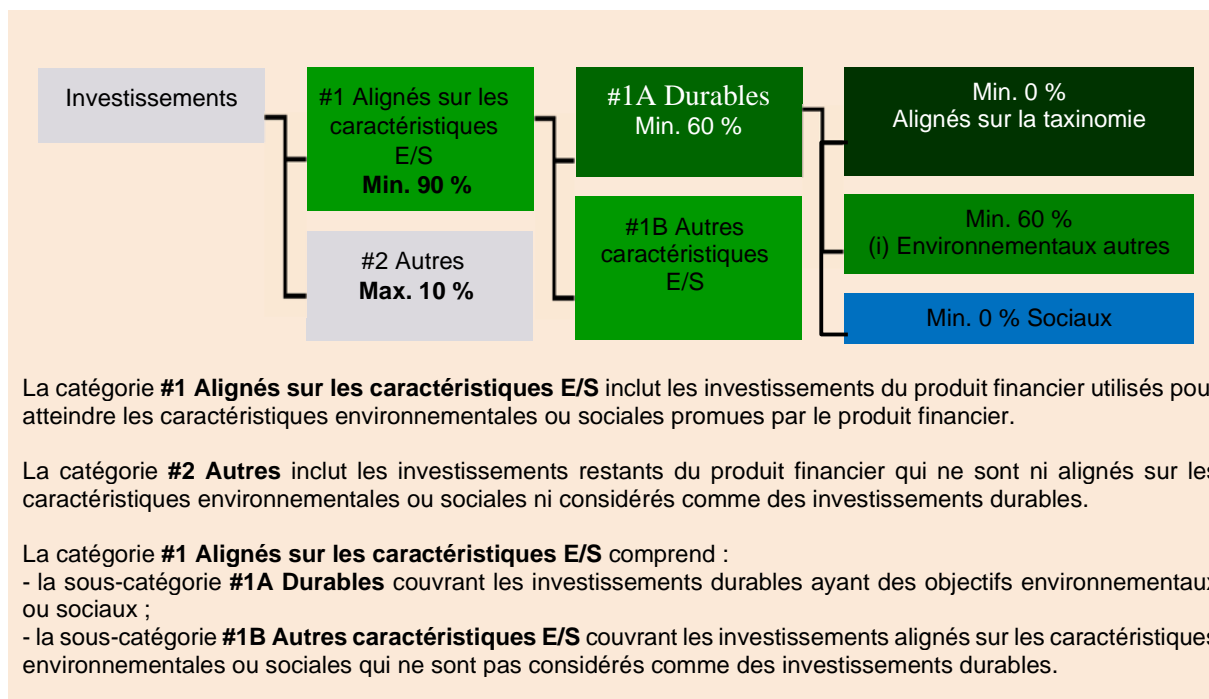 Investissements
#1 Alignés sur les
caractéristiques
E/S
Min. 90 %
#2 Autres
Max. 10 %
#1A Durables
Min. 60 %
#1B Autres
caractéristiques
E/S
Min. 0 %
Alignés sur la taxinomie
Min. 60 %
(i) Environnementaux autres
Min. 0 % Sociaux
La catégorie #1 Alignés sur les caractéristiques E/S inclut les investissements du produit financier utilisés pou
atteindre les caractéristiques environnementales ou sociales promues par le produit financier.
La catégorie #2 Autres inclut les investissements restants du produit financier qui ne sont ni alignés sur les
caractéristiques environnementales ou sociales ni considérés comme des investissements durables.
La catégorie #1 Alignés sur les caractéristiques E/S comprend :
- la sous-catégorie #1A Durables couvrant les investissements durables ayant des objectifs environnementaux
ou sociaux ;
- la sous-catégorie #1B Autres caractéristiques E/S couvrant les investissements alignés sur les caractéristiques
environnementales ou sociales qui ne sont pas considérés comme des investissements durables.